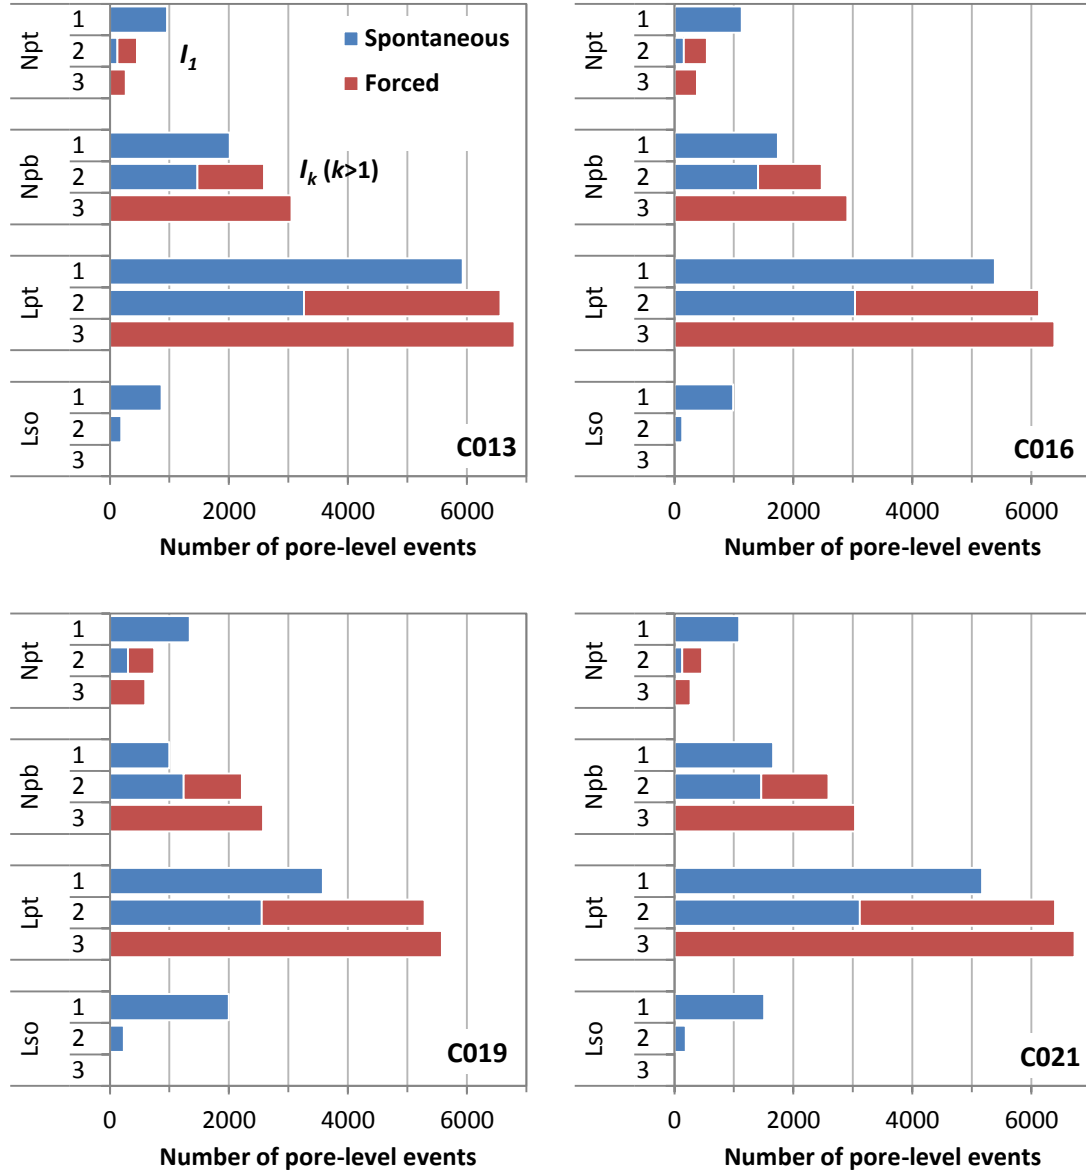 Npt
1
2
3
I1
Spontaneous
Forced
Npb
1
2
3
Ik (k>1)
Lpt
1
2
3
Lso
1
2
3
C013
0 2000 4000 6000
Number of pore-level events
Npt
1
2
3
Npb
1
2
3
Lpt
1
2
3
Lso
1
2
3
C016
0 2000 4000 6000
Number of pore-level events
Npt
1
2
3
Npb
1
2
3
Lpt
1
2
3
Lso
1
2
3
C019
0 2000 4000 6000
Number of pore-level events
Npt
1
2
3
Npb
1
2
3
Lpt
1
2
3
Lso
1
2
3
C021
0 2000 4000 6000
Number of pore-level events